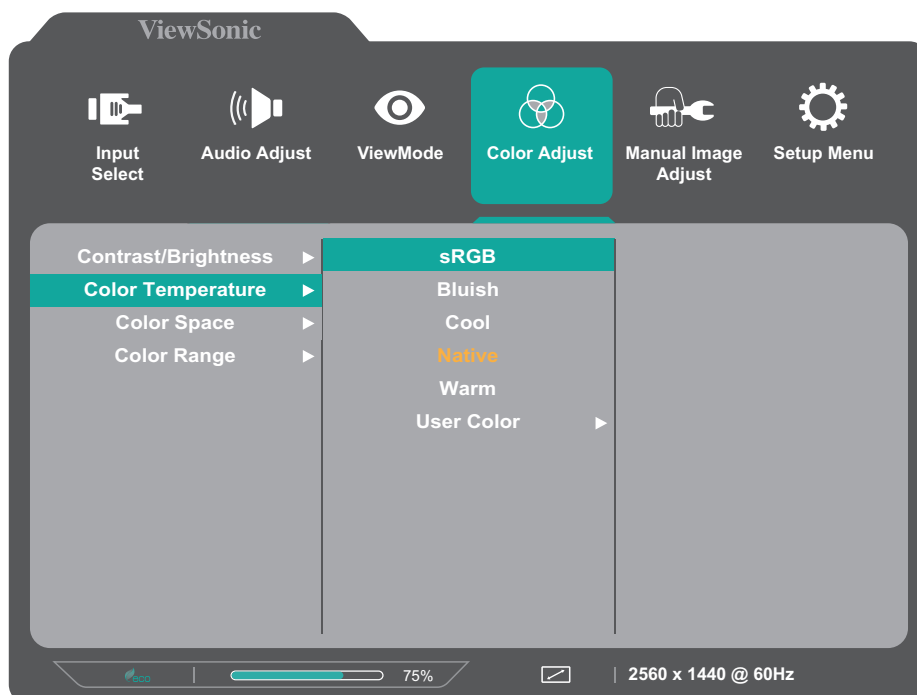 ViewSonic
Input
Select
Audio Adjust
ViewMode
Color Adjust
Manual Image
Adjust
Setup Menu
Contrast/Brightness
Color Temperature
Color Space
Color Range
sRGB
Bluish
Cool
Native
Warm
User Color
eco
75%
2560 x 1440 @ 60Hz